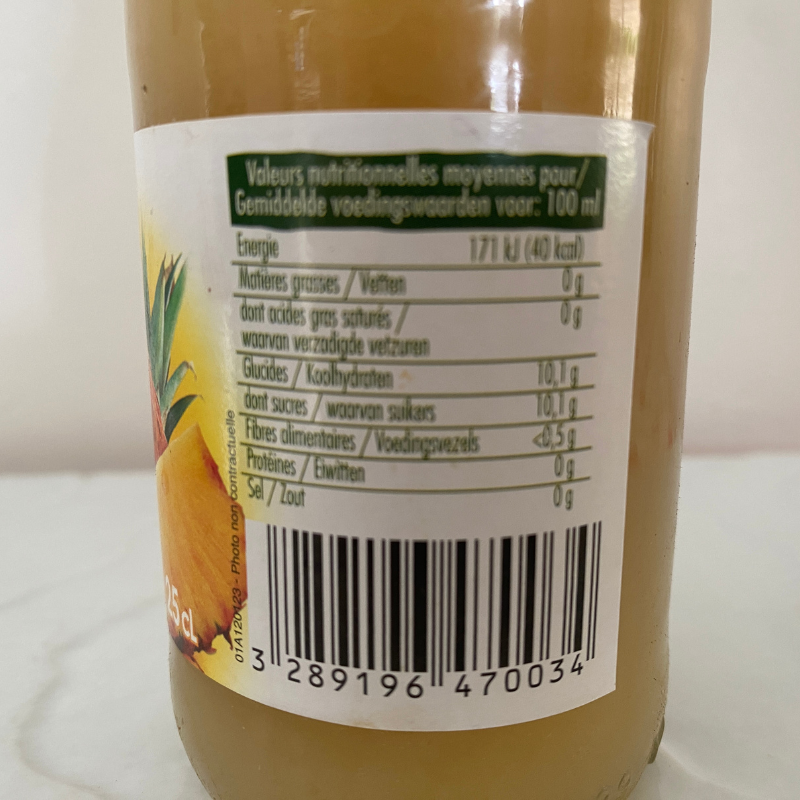 Valeurs nutritionnelles moyennes pour/
Gemiddelde voedingswaarden voor: 100 ml
Energie 171 kJ (40 kcal)
Matières grasses / Vetten 0 g
dont acides gras saturés / 0 g
waarvan verzadigde vetzuren
Glucides / Koolhydraten 10,1 g
dont sucres / waarvan suikers 10,1 g
Fibres alimentaires / Voedingsvezels <0,5 g
Protéines / Eiwitten 0 g
Sel / Zout 0 g
01A120123 - Photo non contractuelle
25 cL
3 289196 470034